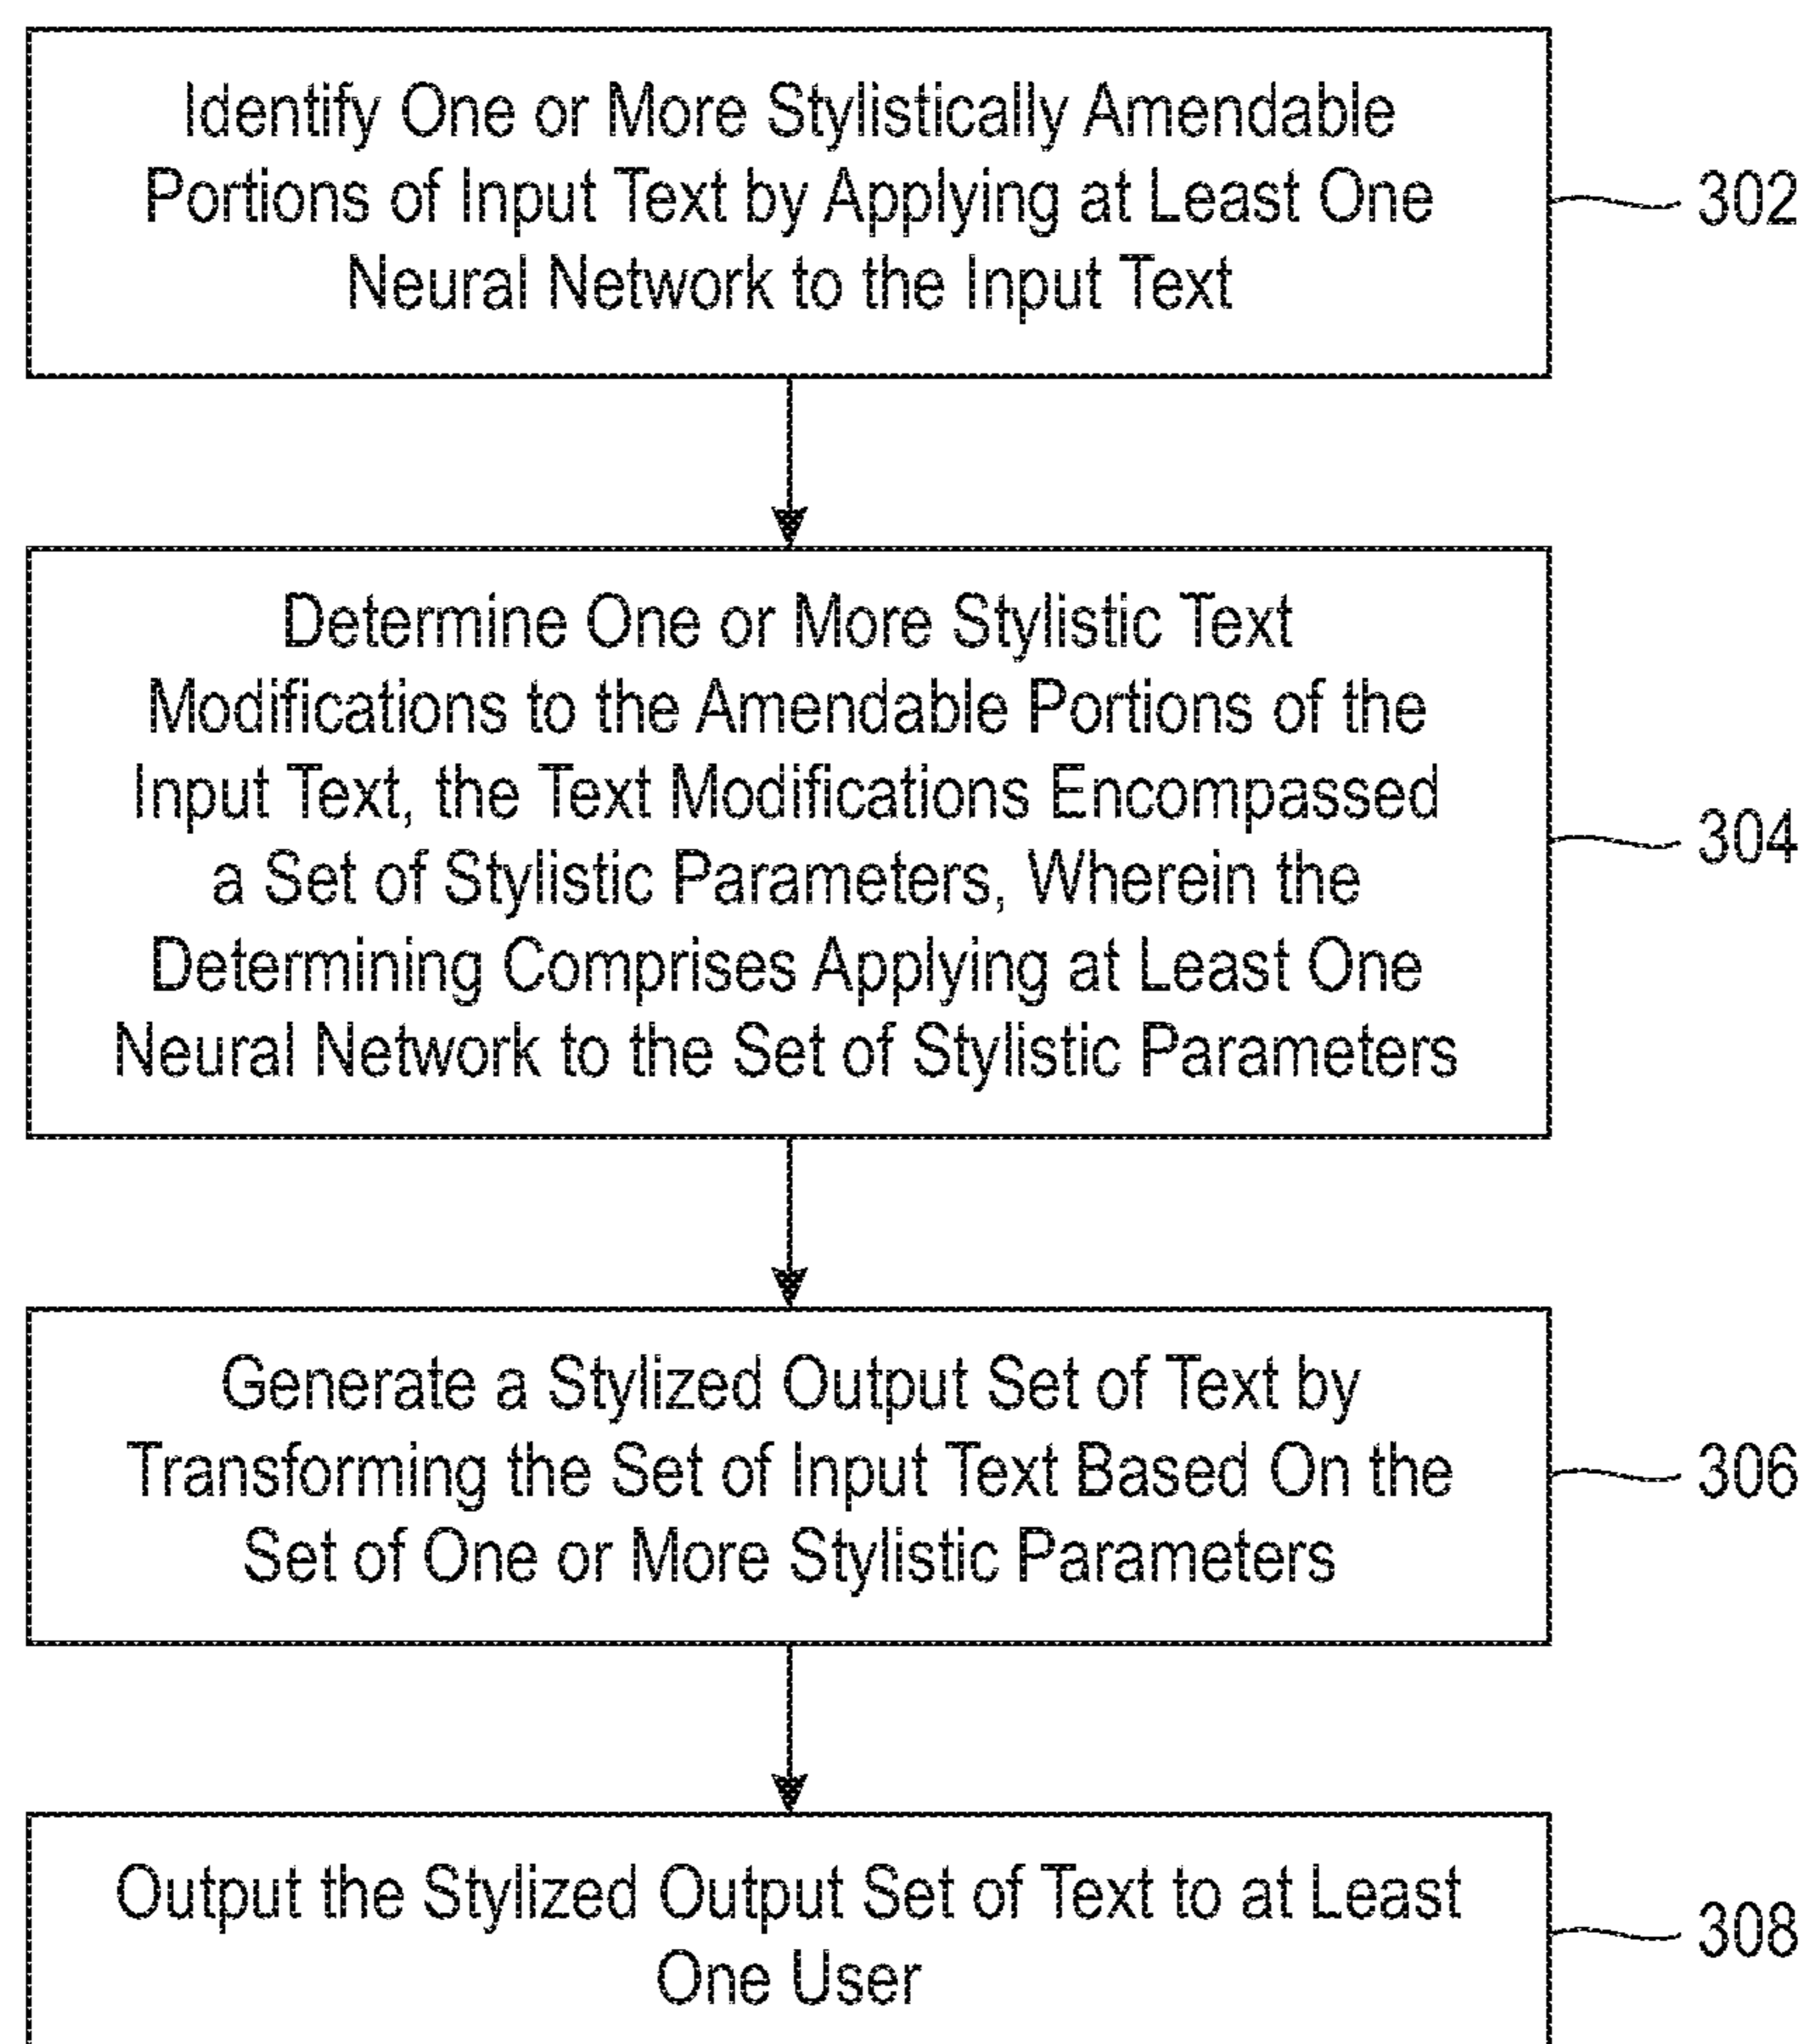 Identify One or More Stylistically Amendable
Portions of Input Text by Applying at Least One
Neural Network to the Input Text
302
Determine One or More Stylistic Text
Modifications to the Amendable Portions of the
Input Text, the Text Modifications Encompassed
a Set of Stylistic Parameters, Wherein the
Determining Comprises Applying at Least One
Neural Network to the Set of Stylistic Parameters
304
Generate a Stylized Output Set of Text by
Transforming the Set of Input Text Based On the
Set of One or More Stylistic Parameters
306
Output the Stylized Output Set of Text to at Least
One User
308